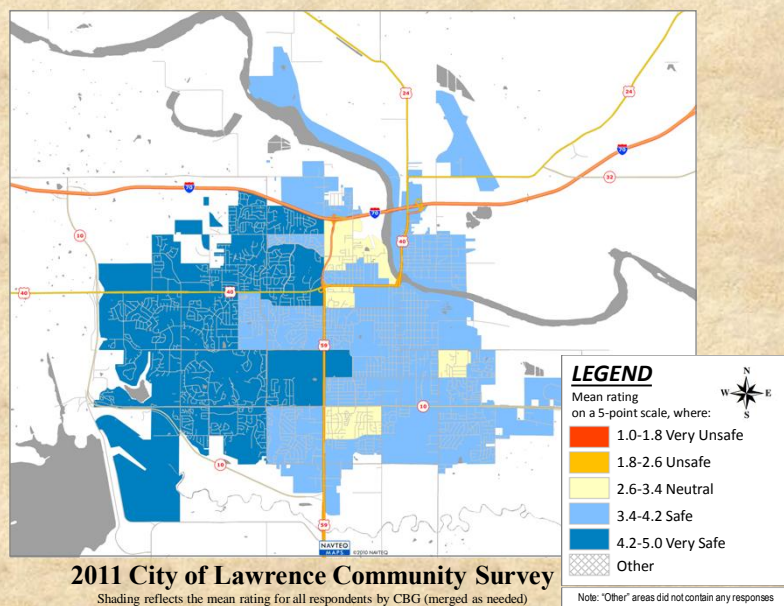 24
24
70
70
32
10
70
40
40
40
59
10
10
59
NAVTEQ
MAPS ©2010 NAVTEQ
LEGEND
Mean rating
on a 5-point scale, where:
N
W E
S
1.0-1.8 Very Unsafe
1.8-2.6 Unsafe
2.6-3.4 Neutral
3.4-4.2 Safe
4.2-5.0 Very Safe
Other
2011 City of Lawrence Community Survey
Shading reflects the mean rating for all respondents by CBG (merged as needed)
Note: "Other" areas did not contain any responses